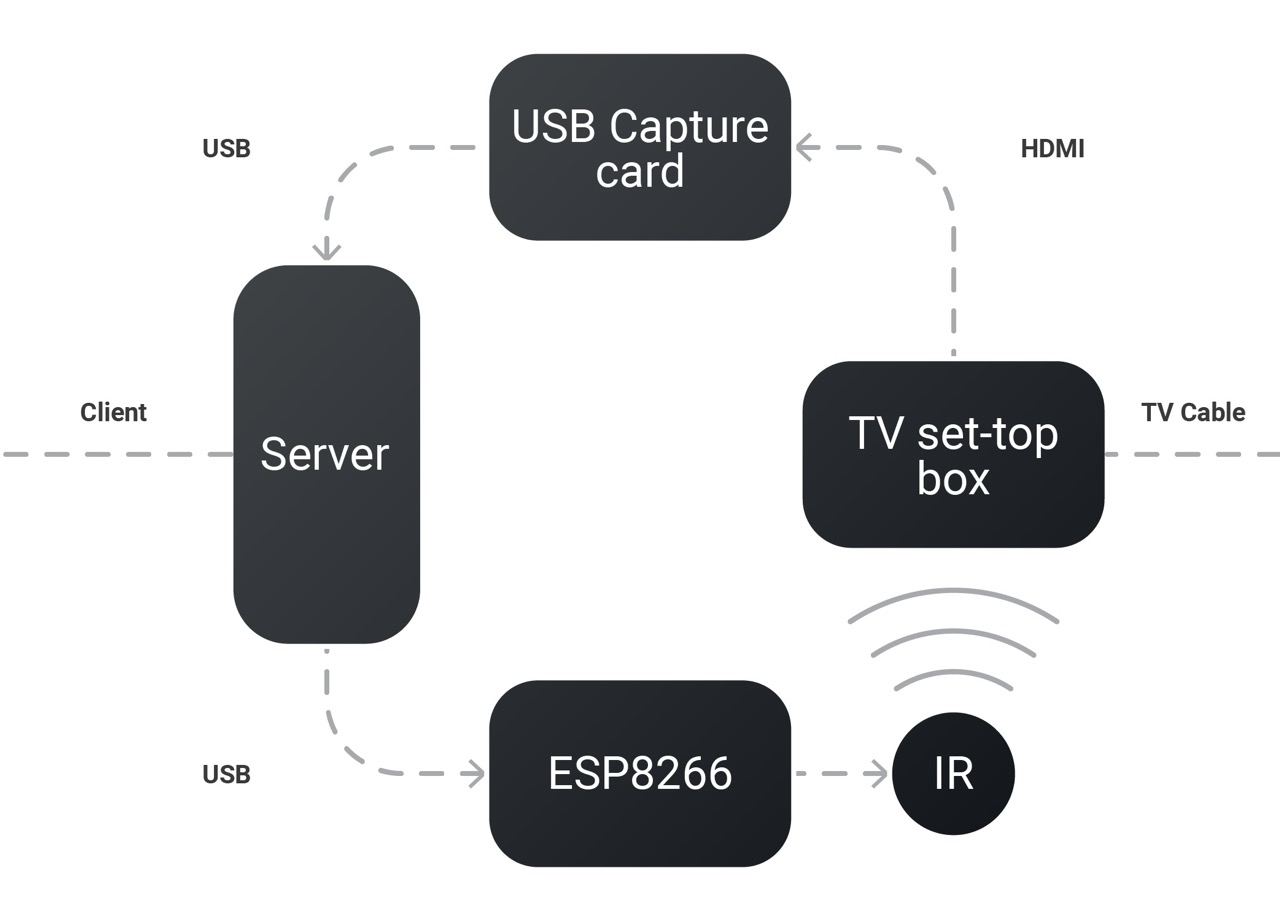 USB Capture
card
USB
HDMI
Client
Server
TV set-top
box
TV Cable
USB
ESP8266
IR